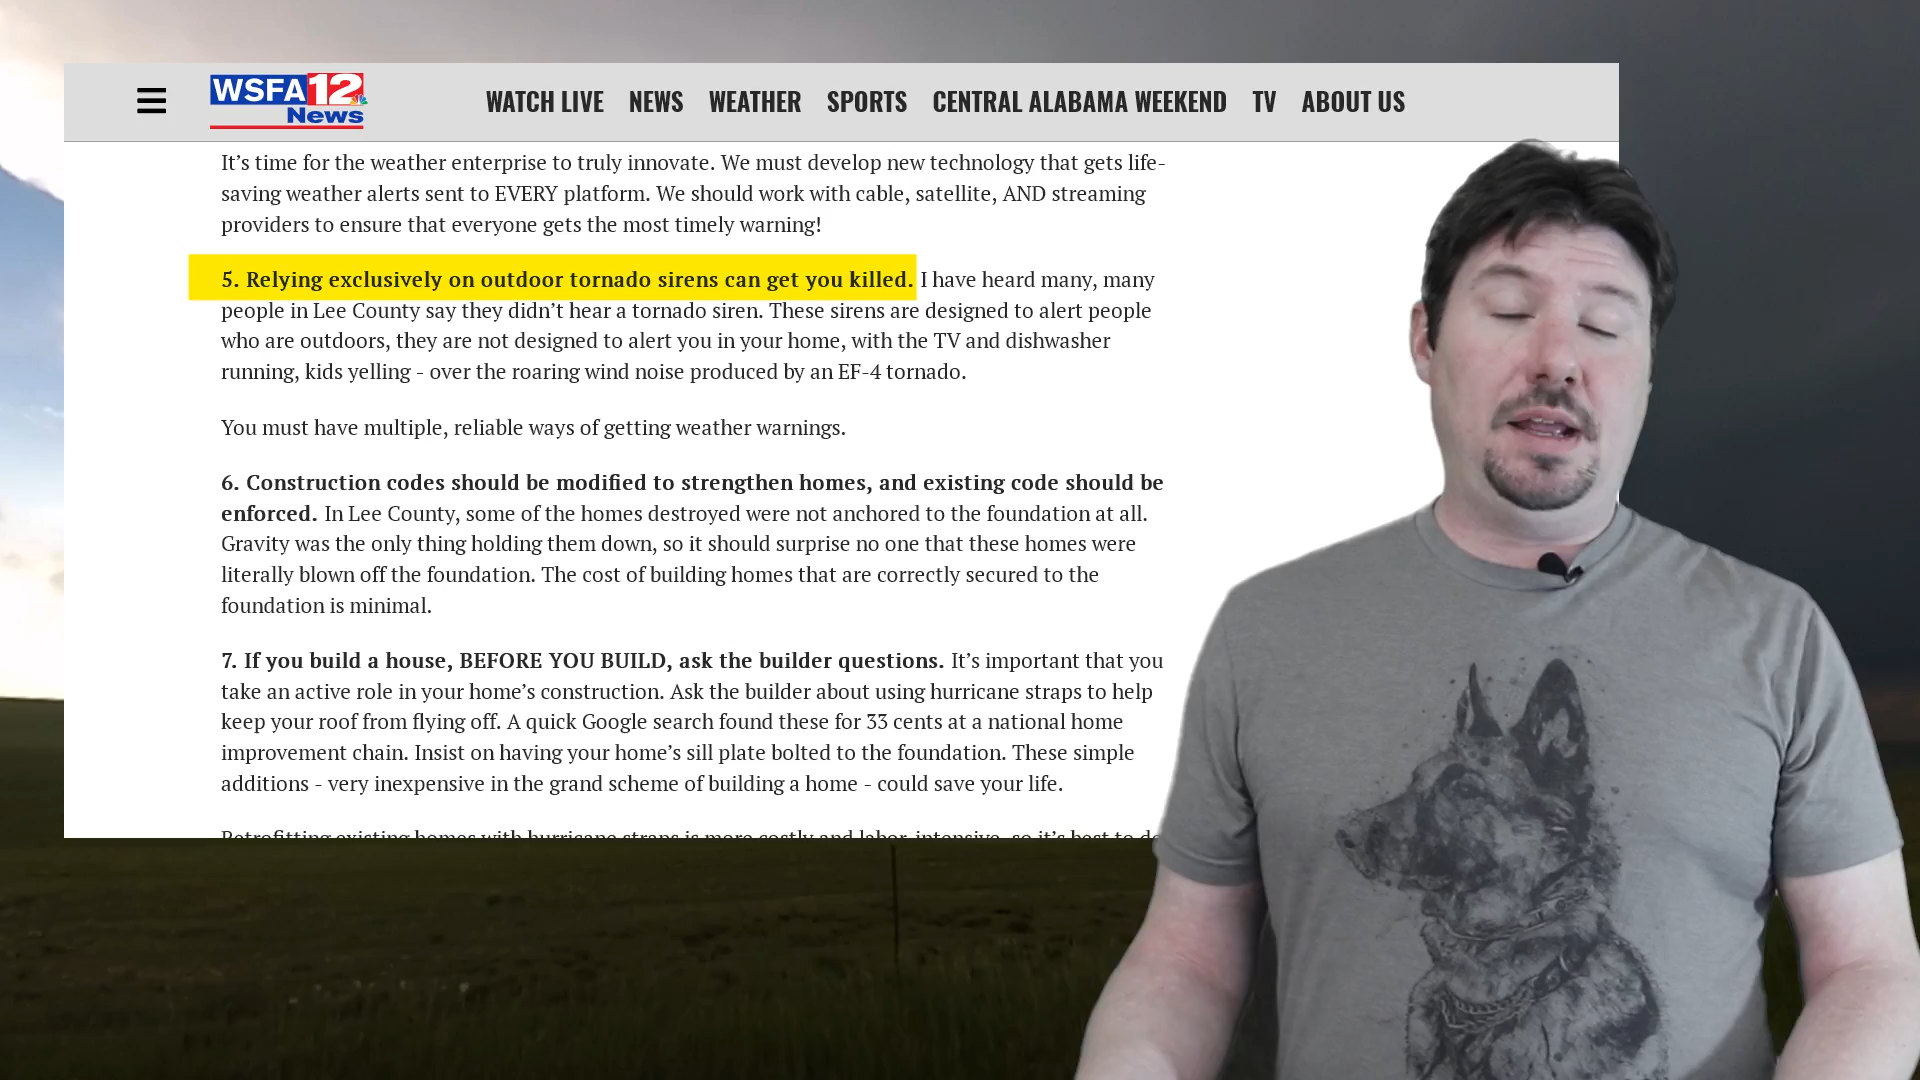 WSFA 12
News
WATCH LIVE NEWS WEATHER SPORTS CENTRAL ALABAMA WEEKEND TV ABOUT US
It’s time for the weather enterprise to truly innovate. We must develop new technology that gets life-
saving weather alerts sent to EVERY platform. We should work with cable, satellite, AND streaming
providers to ensure that everyone gets the most timely warning!
5. Relying exclusively on outdoor tornado sirens can get you killed. I have heard many, many
people in Lee County say they didn’t hear a tornado siren. These sirens are designed to alert people
who are outdoors, they are not designed to alert you in your home, with the TV and dishwasher
running, kids yelling - over the roaring wind noise produced by an EF-4 tornado.
You must have multiple, reliable ways of getting weather warnings.
6. Construction codes should be modified to strengthen homes, and existing code should be
enforced. In Lee County, some of the homes destroyed were not anchored to the foundation at all.
Gravity was the only thing holding them down, so it should surprise no one that these homes were
literally blown off the foundation. The cost of building homes that are correctly secured to the
foundation is minimal.
7. If you build a house, BEFORE YOU BUILD, ask the builder questions. It’s important that you
take an active role in your home’s construction. Ask the builder about using hurricane straps to help
keep your roof from flying off. A quick Google search found these for 33 cents at a national home
improvement chain. Insist on having your home’s sill plate bolted to the foundation. These simple
additions - very inexpensive in the grand scheme of building a home - could save your life.
Retrofitting existing homes with hurricane straps is more costly and labor-intensive, so it’s best to do